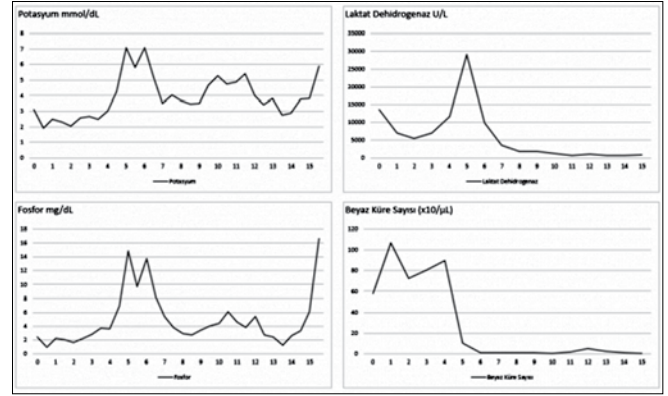 Potasyum mmol/dL
8
7
6
5
4
3
2
1
0
0 1 2 3 4 5 6 7 8 9 10 11 12 13 14 15
Potasyum
Laktat Dehidrogenaz U/L
35000
30000
25000
20000
15000
10000
5000
0
0 1 2 3 4 5 6 7 8 9 10 11 12 13 14 15
Laktat Dehidrogenaz
Fosfor mg/dL
18
16
14
12
10
8
6
4
2
0
0 1 2 3 4 5 6 7 8 9 10 11 12 13 14 15
Fosfor
Beyaz Küre Sayısı (x10/µL)
120
100
80
60
40
20
0
0 1 2 3 4 5 6 7 8 9 10 11 12 13 14 15
Beyaz Küre Sayısı